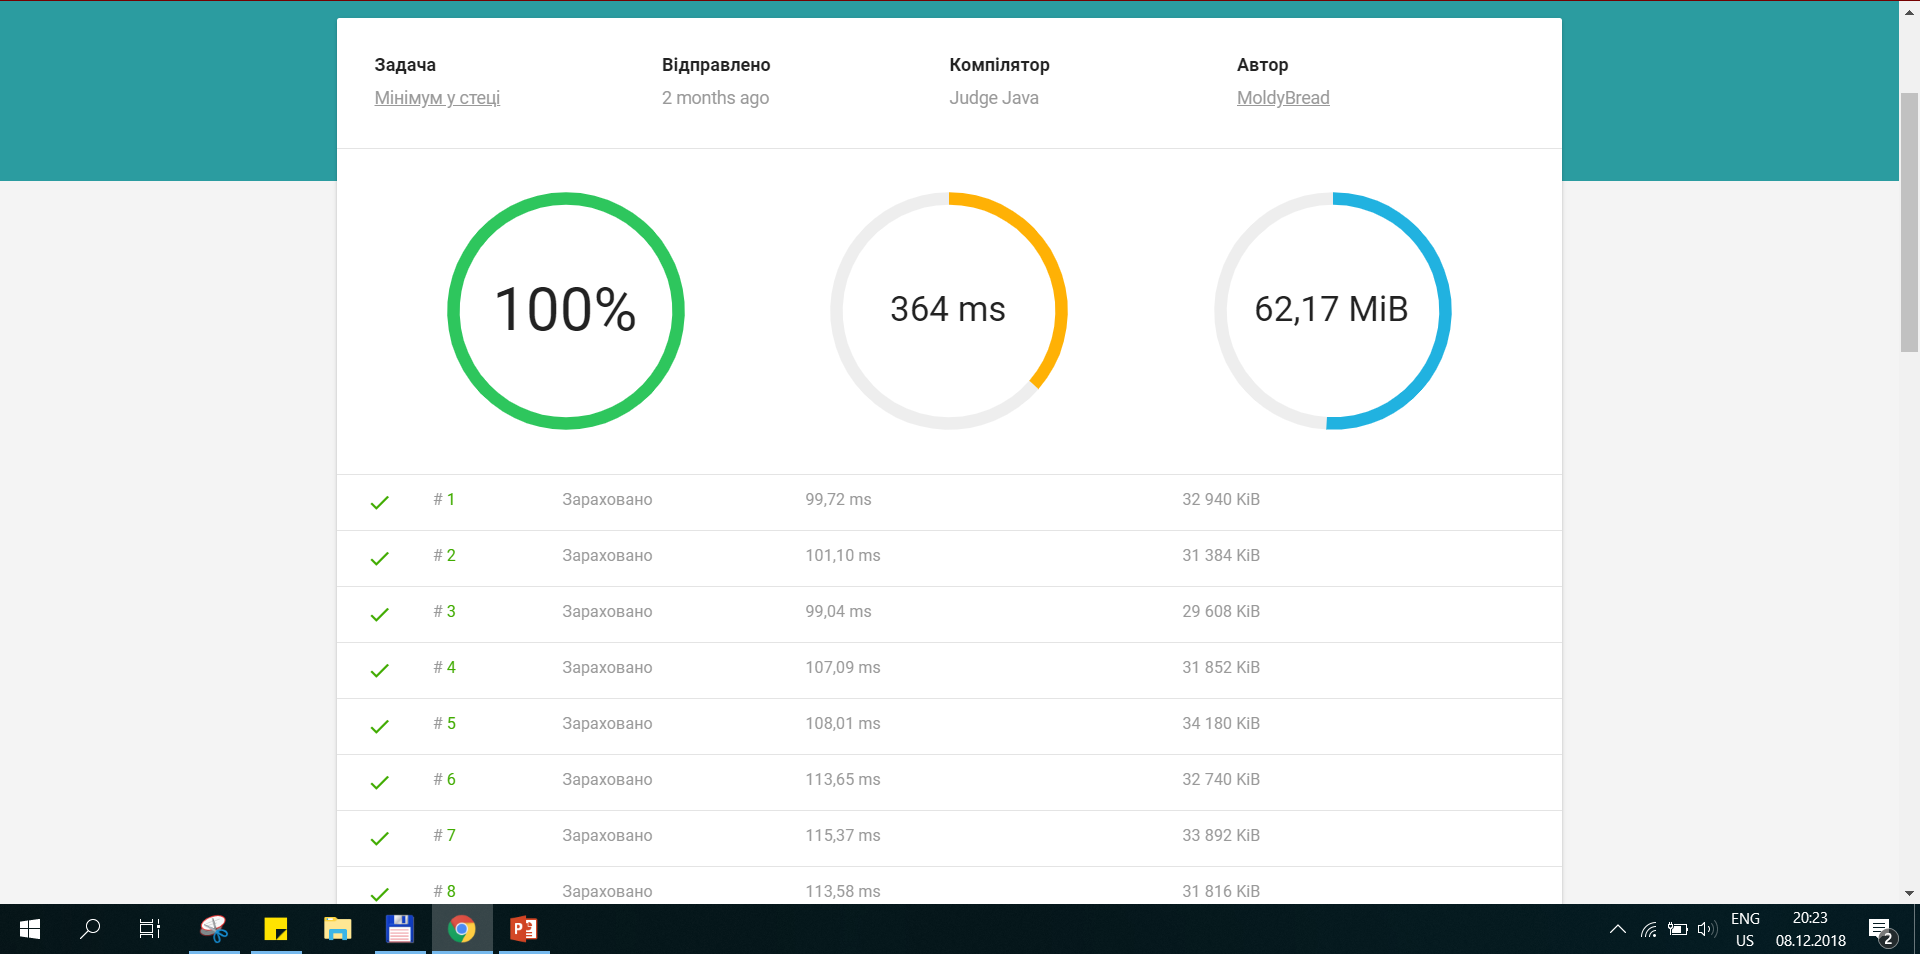 Задача Відправлено Компілятор Автор
Мінімум у стеці 2 months ago Judge Java MoldyBread
100% 364 ms 62,17 MiB
# 1 Зараховано 99,72 ms 32 940 KiB
# 2 Зараховано 101,10 ms 31 384 KiB
# 3 Зараховано 99,04 ms 29 608 KiB
# 4 Зараховано 107,09 ms 31 852 KiB
# 5 Зараховано 108,01 ms 34 180 KiB
# 6 Зараховано 113,65 ms 32 740 KiB
# 7 Зараховано 115,37 ms 33 892 KiB
# 8 Зараховано 113,58 ms 31 816 KiB
ENG 20:23
US 08.12.2018 2